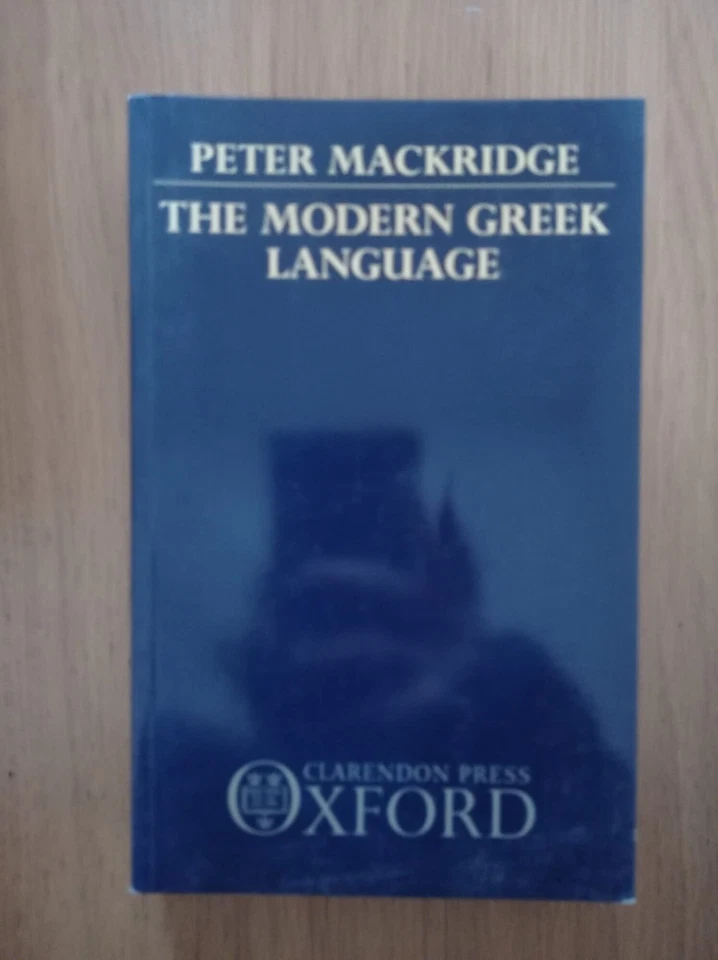 PETER MACKRIDGE
THE MODERN GREEK
LANGUAGE
CLARENDON PRESS
OXFORD